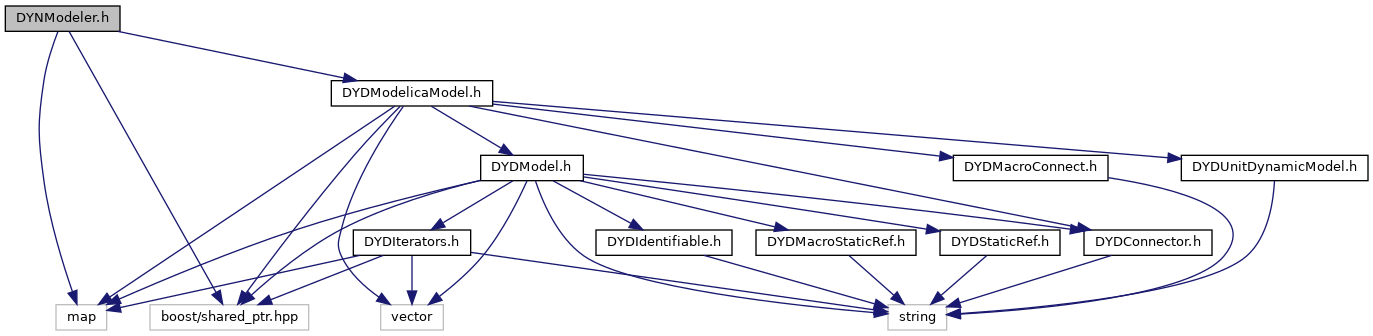 DYNModeler.h
DYDModelicaModel.h
DYDModel.h
DYDMacroConnect.h
DYDUnitDynamicModel.h
DYDIterators.h
DYDIdentifiable.h
DYDMacroStaticRef.h
DYDStaticRef.h
DYDConnector.h
map
boost/shared_ptr.hpp
vector
string